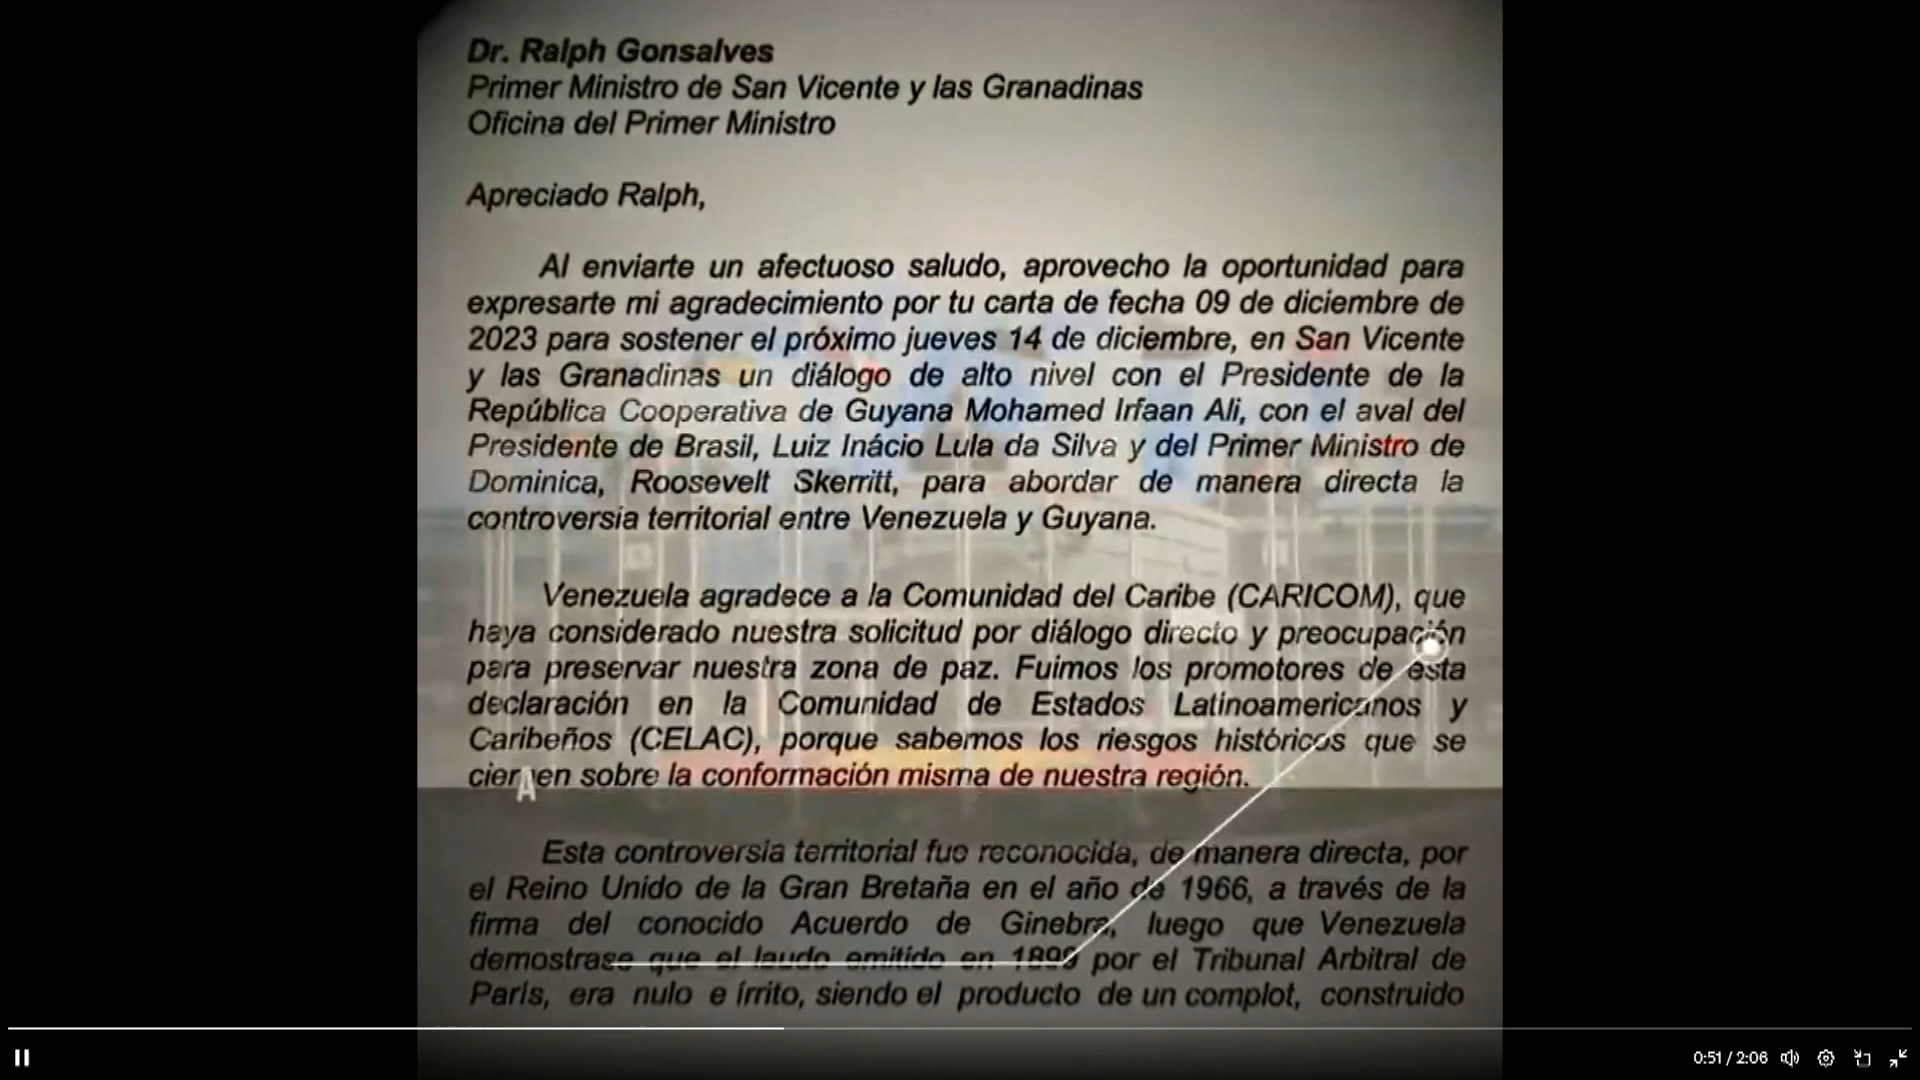 Dr. Ralph Gonsalves
Primer Ministro de San Vicente y las Granadinas
Oficina del Primer Ministro
Apreciado Ralph,
Al enviarte un afectuoso saludo, aprovecho la oportunidad para
expresarte mi agradecimiento por tu carta de fecha 09 de diciembre de
2023 para sostener el próximo jueves 14 de diciembre, en San Vicente
y las Granadinas un diálogo de alto nivel con el Presidente de la
República Cooperativa de Guyana Mohamed Irfaan Ali, con el aval del
Presidente de Brasil, Luiz Inácio Lula da Silva y del Primer Ministro de
Dominica, Roosevelt Skerritt, para abordar de manera directa la
controversia territorial entre Venezuela y Guyana.
Venezuela agradece a la Comunidad del Caribe (CARICOM), que
haya considerado nuestra solicitud por diálogo directo y preocupación
para preservar nuestra zona de paz. Fuimos los promotores de esta
declaración en la Comunidad de Estados Latinoamericanos y
Caribeños (CELAC), porque sabemos los riesgos históricos que se
ciernen sobre la conformación misma de nuestra región.
A
Esta controversia territorial fue reconocida, de manera directa, por
el Reino Unido de la Gran Bretaña en el año de 1966, a través de la
firma del conocido Acuerdo de Ginebra, luego que Venezuela
demostrase que el laudo emitido en 1899 por el Tribunal Arbitral de
París, era nulo e írrito, siendo el producto de un complot, construido
0:51 / 2:06